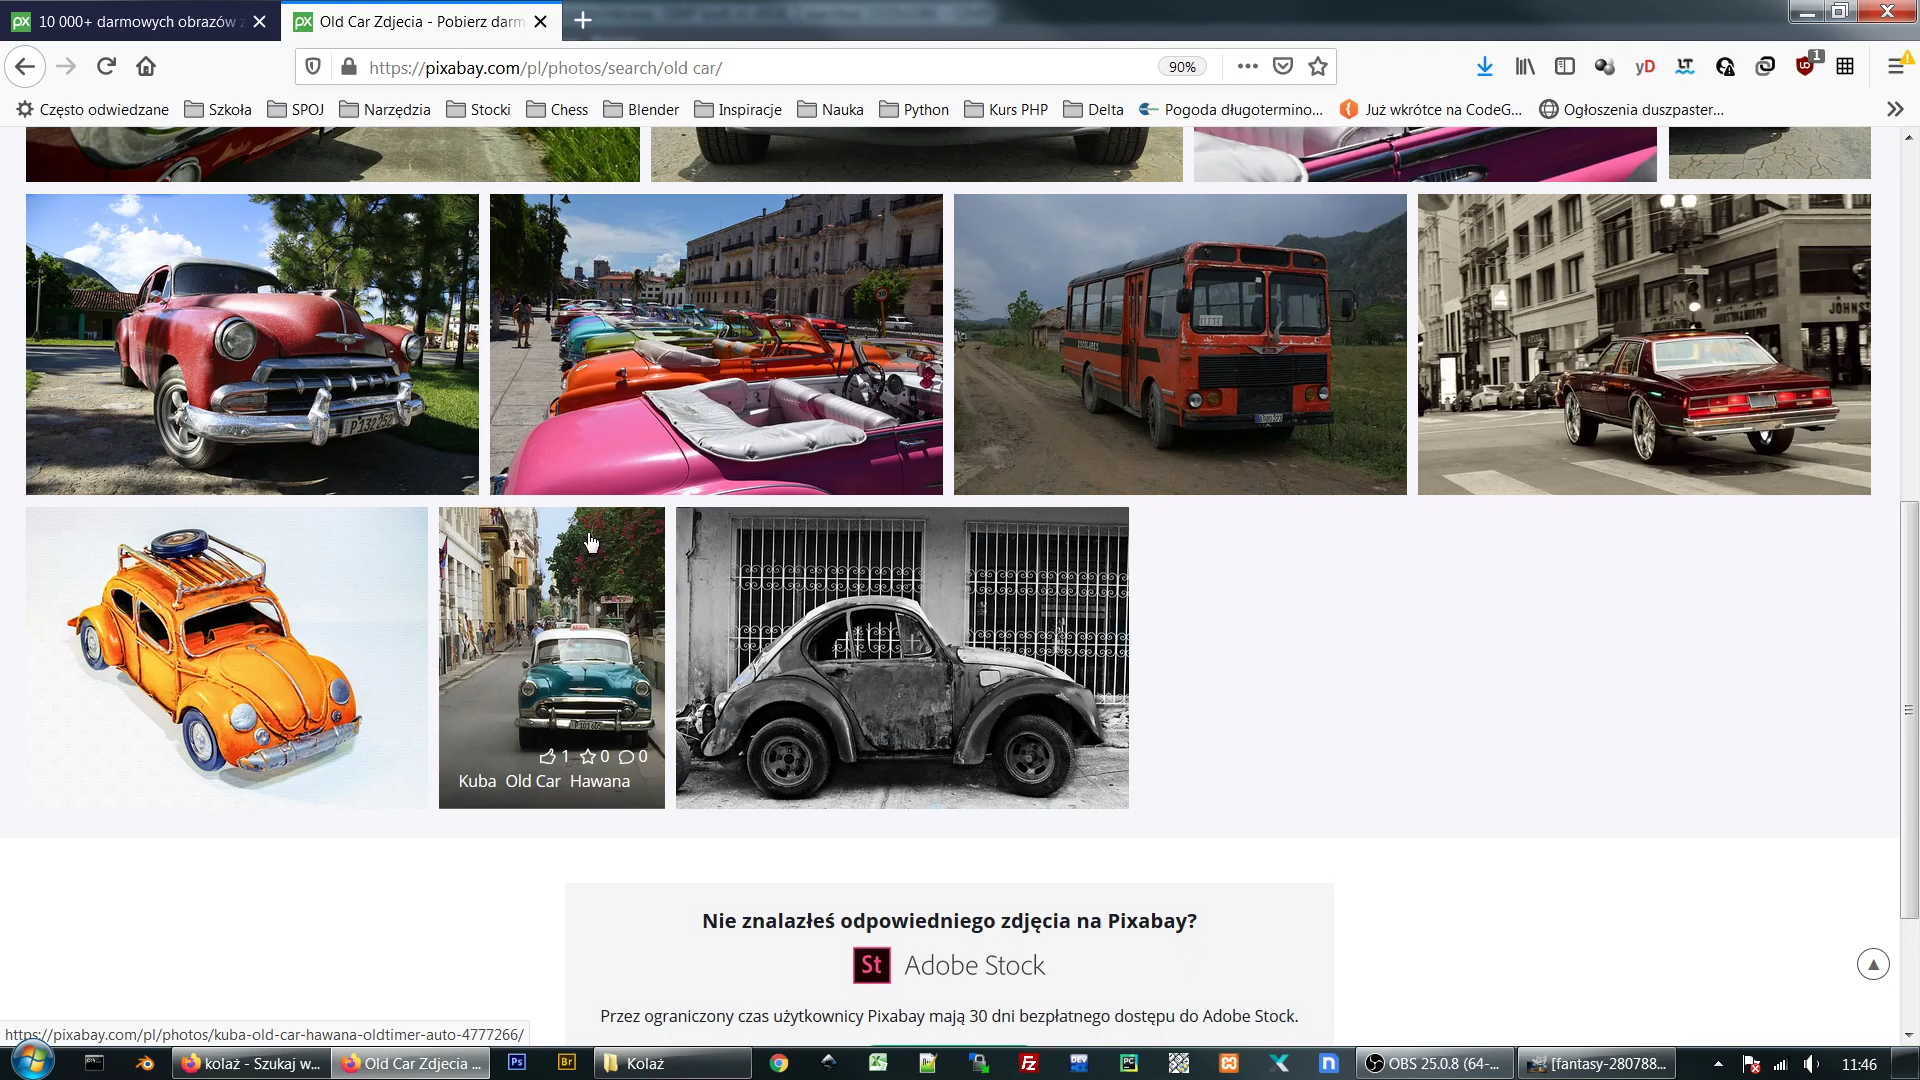 10 000+ darmowych obrazów z
Old Car Zdjecia - Pobierz darm
https://pixabay.com/pl/photos/search/old car/
90%
1
Często odwiedzane
Szkoła
SPOJ
Narzędzia
Stocki
Chess
Blender
Inspiracje
Nauka
Python
Kurs PHP
Delta
Pogoda długotermino...
Już wkrótce na CodeG...
Ogłoszenia duszpaster...
ESCOLARES
1 0 0
Kuba Old Car Hawana
Nie znalazłeś odpowiedniego zdjęcia na Pixabay?
St Adobe Stock
Przez ograniczony czas użytkownicy Pixabay mają 30 dni bezpłatnego dostępu do Adobe Stock.
https://pixabay.com/pl/photos/kuba-old-car-hawana-oldtimer-auto-4777266/
kolaż - Szukaj w...
Old Car Zdjecia ...
Ps
Br
Kolaż
OBS 25.0.8 (64-...
[fantasy-280788...
11:46